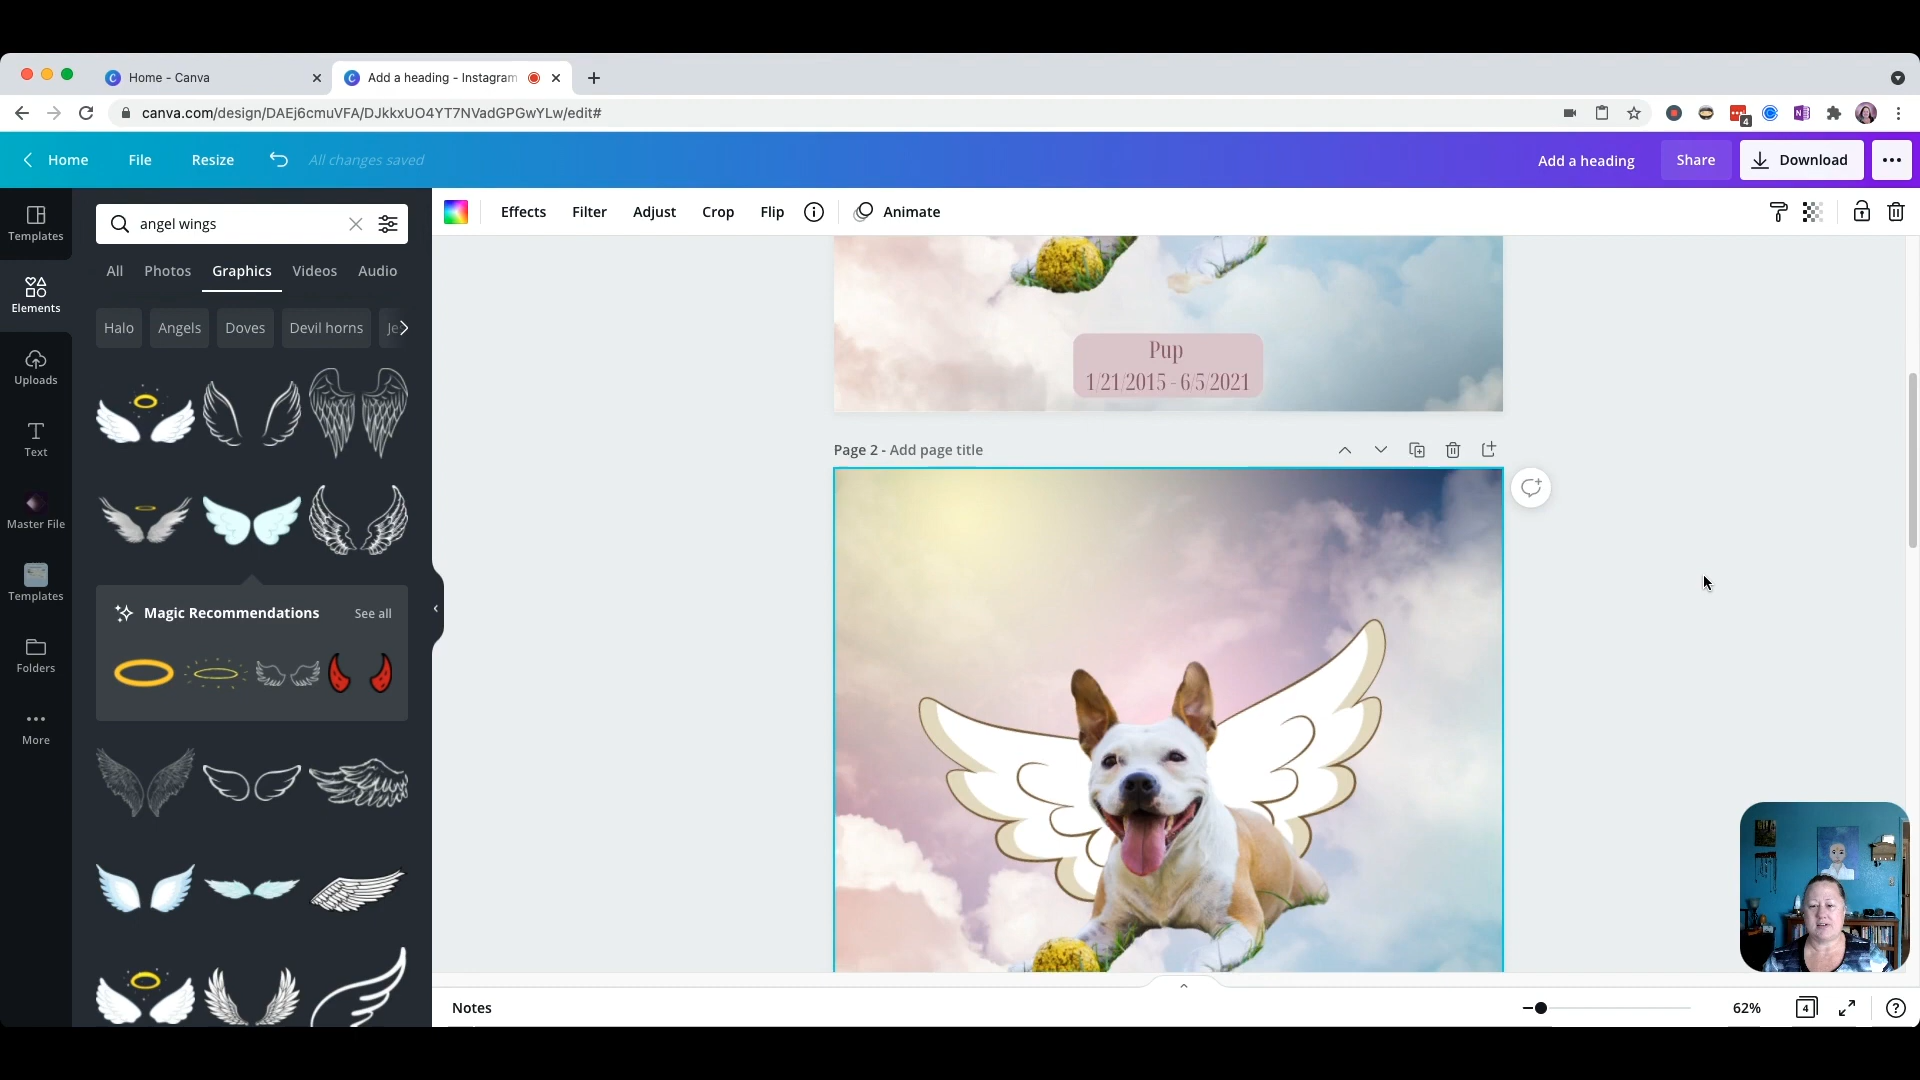 Home - Canva
Add a heading - Instagram
canva.com/design/DAEj6cmuVFA/DJkkxUO4YT7NVadGPGwYLw/edit#
4
Home
File
Resize
All changes saved
Add a heading
Share
Download
Templates
Elements
Uploads
Text
Master File
Templates
Folders
More
angel wings
All
Photos
Graphics
Videos
Audio
Halo
Angels
Doves
Devil horns
Je
Magic Recommendations
See all
Effects
Filter
Adjust
Crop
Flip
Animate
Pup
1/21/2015 - 6/5/2021
Page 2 - Add page title
Notes
62%
4